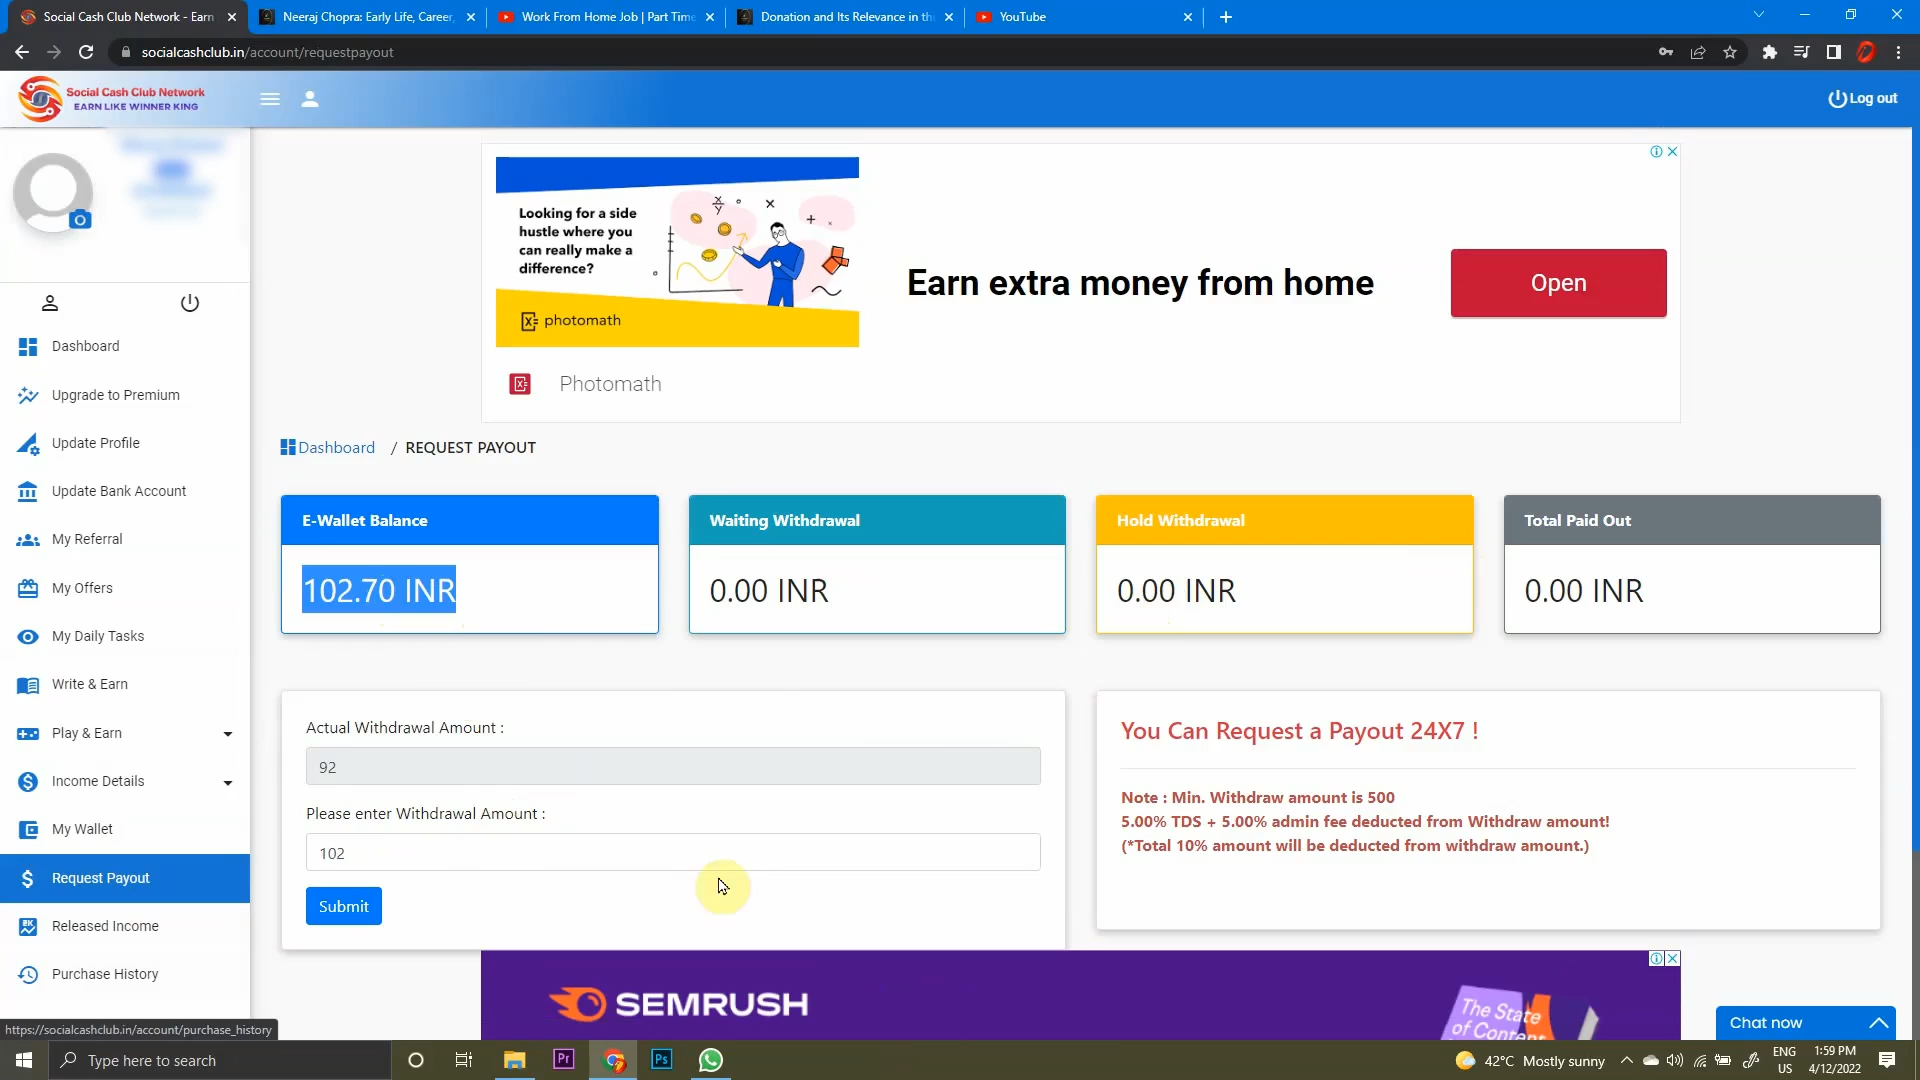 Social Cash Club Network - Earn
Neeraj Chopra: Early Life, Career,
Work From Home Job | Part Time
Donation and Its Relevance in th
YouTube
socialcashclub.in/account/requestpayout
Social Cash Club Network
EARN LIKE WINNER KING
Log out
Looking for a side
hustle where you
can really make a
difference?
photomath
Earn extra money from home
Open
Photomath
Dashboard
Upgrade to Premium
Update Profile
Update Bank Account
My Referral
My Offers
My Daily Tasks
Write & Earn
Play & Earn
Income Details
My Wallet
Request Payout
Released Income
Purchase History
Dashboard / REQUEST PAYOUT
E-Wallet Balance
102.70 INR
Waiting Withdrawal
0.00 INR
Hold Withdrawal
0.00 INR
Total Paid Out
0.00 INR
Actual Withdrawal Amount :
92
Please enter Withdrawal Amount :
102
Submit
You Can Request a Payout 24X7 !
Note : Min. Withdraw amount is 500
5.00% TDS + 5.00% admin fee deducted from Withdraw amount!
(*Total 10% amount will be deducted from withdraw amount.)
SEMRUSH
The State
of Content
Chat now
https://socialcashclub.in/account/purchase_history
Type here to search
Pr
Ps
42°C Mostly sunny
ENG
US
1:59 PM
4/12/2022